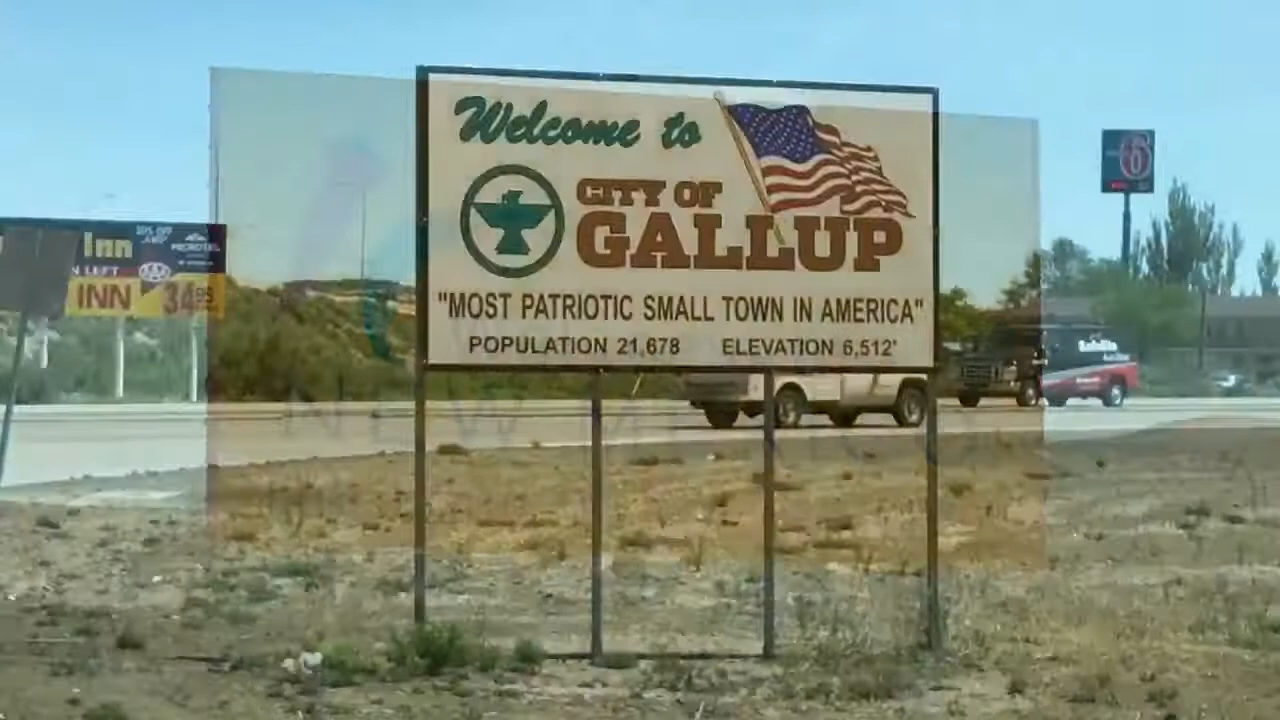 Welcome to
CITY OF
GALLUP
"MOST PATRIOTIC SMALL TOWN IN AMERICA"
POPULATION 21,678 ELEVATION 6,512'
Inn
N LEFT
INN 34
6